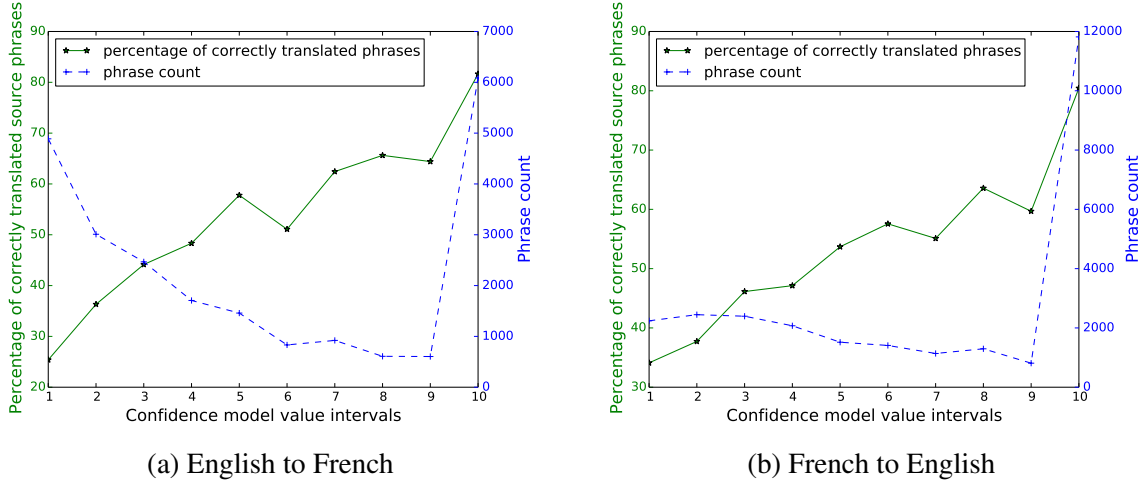 Percentage of correctly translated source phrases
90
80
70
60
50
40
30
20
percentage of correctly translated phrases
phrase count
7000
6000
5000
4000
3000
2000
1000
0
Phrase count
1 2 3 4 5 6 7 8 9 10
Confidence model value intervals
(a) English to French
Percentage of correctly translated source phrases
90
80
70
60
50
40
30
percentage of correctly translated phrases
phrase count
12000
10000
8000
6000
4000
2000
0
Phrase count
1 2 3 4 5 6 7 8 9 10
Confidence model value intervals
(b) French to English